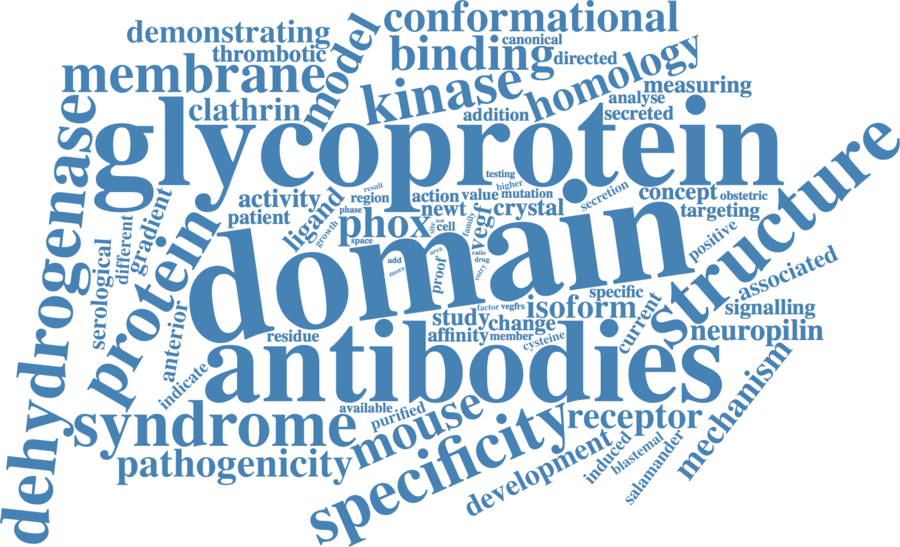 conformational
demonstrating
canonical
thrombotic
model
binding
directed
homology
membrane
kinase
measuring
clathrin
addition
analyse
secreted
glycoprotein
dehydrogenase
structure
testing
higher
result
activity
region
action
value
mutation
secretion
concept
obstetric
patient
ligand
growth
phase
phox
newt
crystal
targeting
gradient
different
serological
protein
space
cell
family
vegf
positive
domain
add
more
area
proof
ratio
drug
entry
associated
anterior
specific
factor
vegfrs
isoform
current
signalling
residue
study
change
neuropilin
affinity
member
cysteine
indicate
antibodies
mechanism
available
purified
syndrome
mouse
specificity
receptor
pathogenicity
development
induced
blastemal
salamander